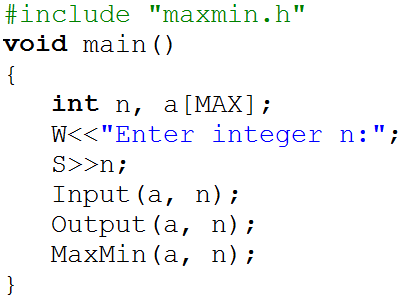 #include "maxmin.h"
void main()
{
int n, a[MAX];
W<<"Enter integer n:";
S>>n;
Input(a, n);
Output(a, n);
MaxMin(a, n);
}